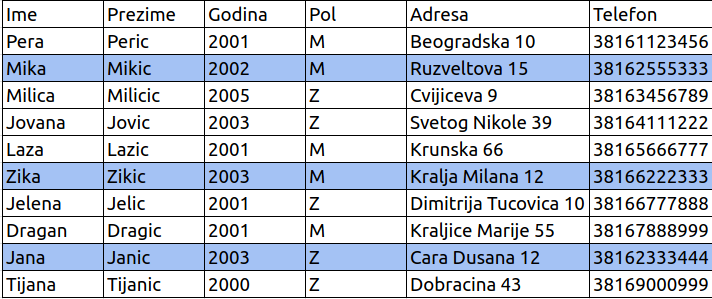 Ime Prezime Godina Pol Adresa Telefon
Pera Peric 2001 M Beogradska 10 38161123456
Mika Mikic 2002 M Ruzveltova 15 38162555333
Milica Milicic 2005 Z Cvijiceva 9 38163456789
Jovana Jovic 2003 Z Svetog Nikole 39 38164111222
Laza Lazic 2001 M Krunska 66 38165666777
Zika Zikic 2003 M Kralja Milana 12 38166222333
Jelena Jelic 2001 Z Dimitrija Tucovica 10 38166777888
Dragan Dragic 2001 M Kraljice Marije 55 38167888999
Jana Janic 2003 Z Cara Dusana 12 38162333444
Tijana Tijanic 2000 Z Dobracina 43 38169000999